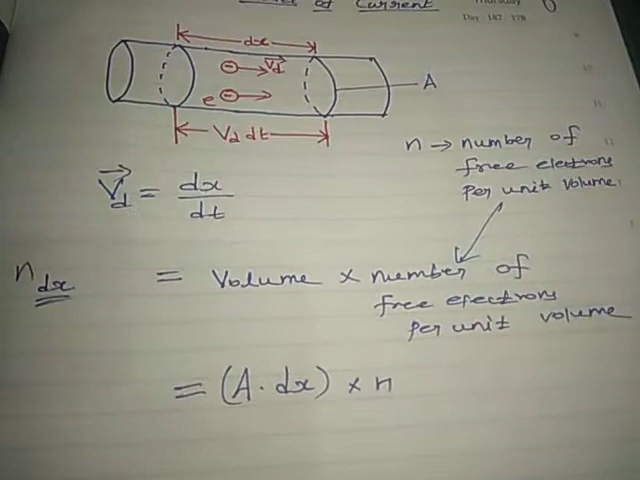 of Current
Day 187 178
dx
Vd
e
A
Vd dt
n → number of
free electrons
per unit volume
Vd = dx
dt
n dx = Volume × number of
free electrons
per unit volume
= (A · dx) × n